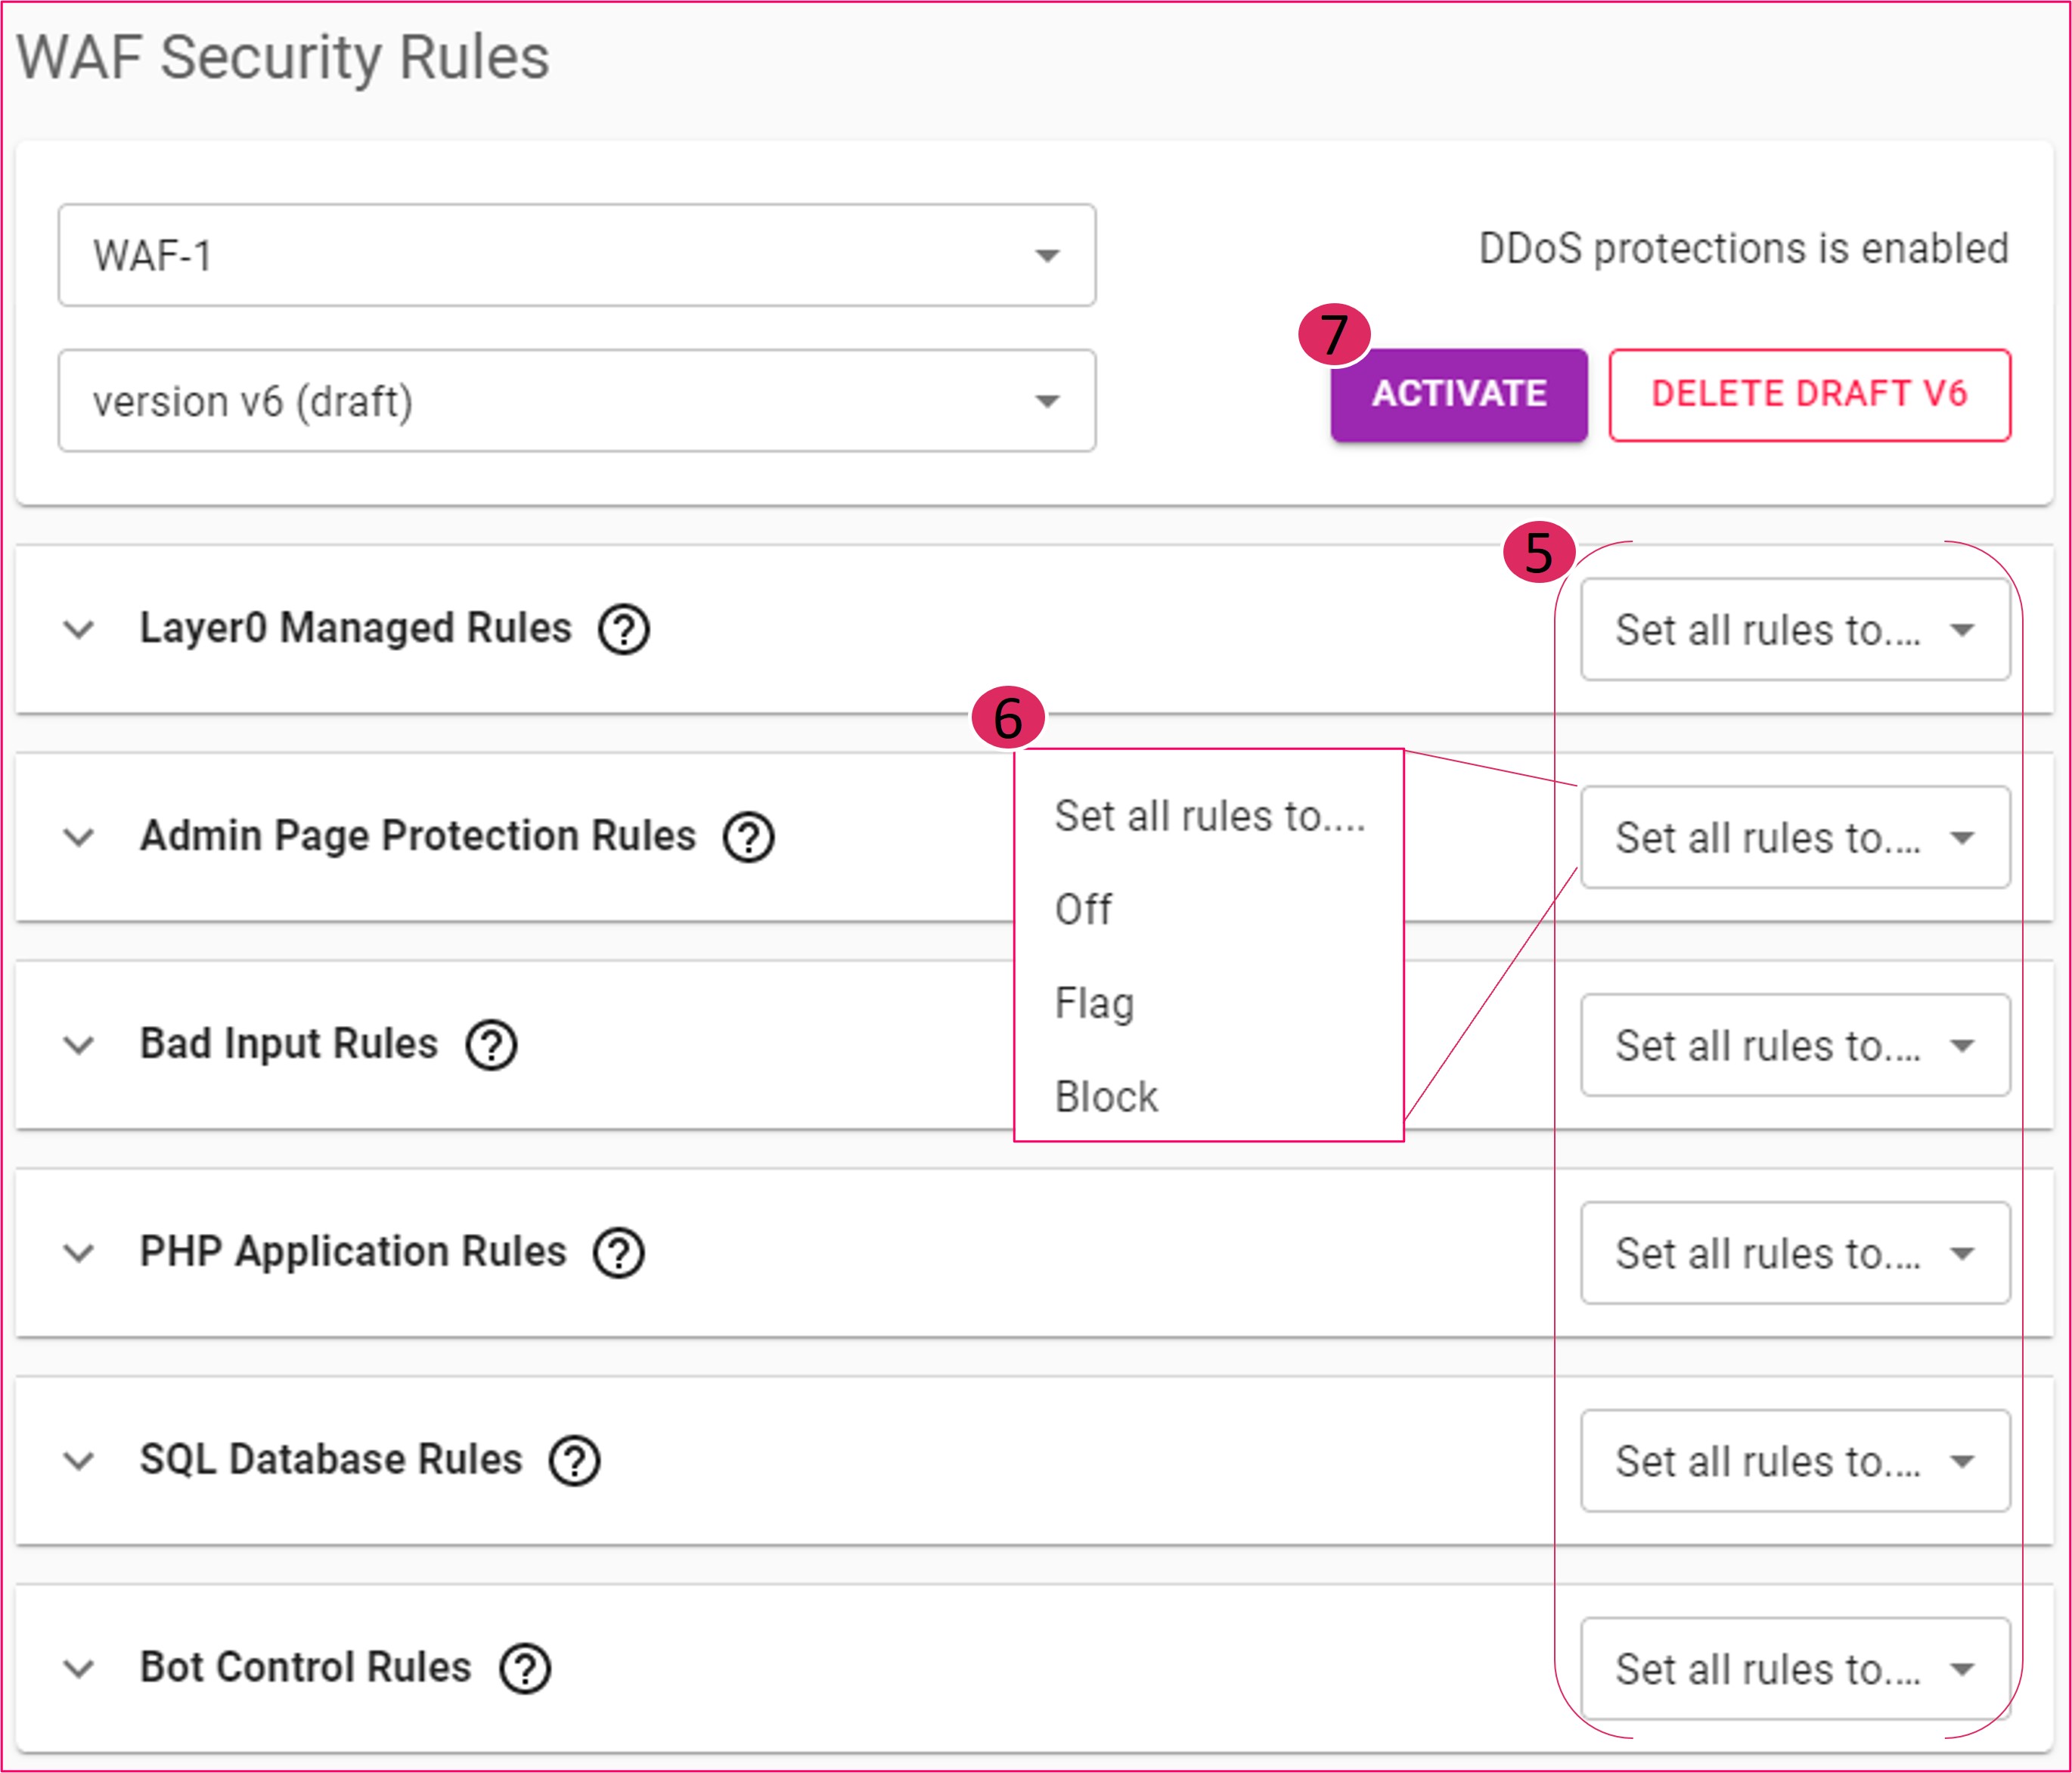 WAF Security Rules
WAF-1
DDoS protections is enabled
version v6 (draft)
7
ACTIVATE
DELETE DRAFT V6
5
Layer0 Managed Rules ?
Set all rules to....
6
Admin Page Protection Rules ?
Set all rules to....
Set all rules to....
Off
Flag
Block
Bad Input Rules ?
Set all rules to....
PHP Application Rules ?
Set all rules to....
SQL Database Rules ?
Set all rules to....
Bot Control Rules ?
Set all rules to....